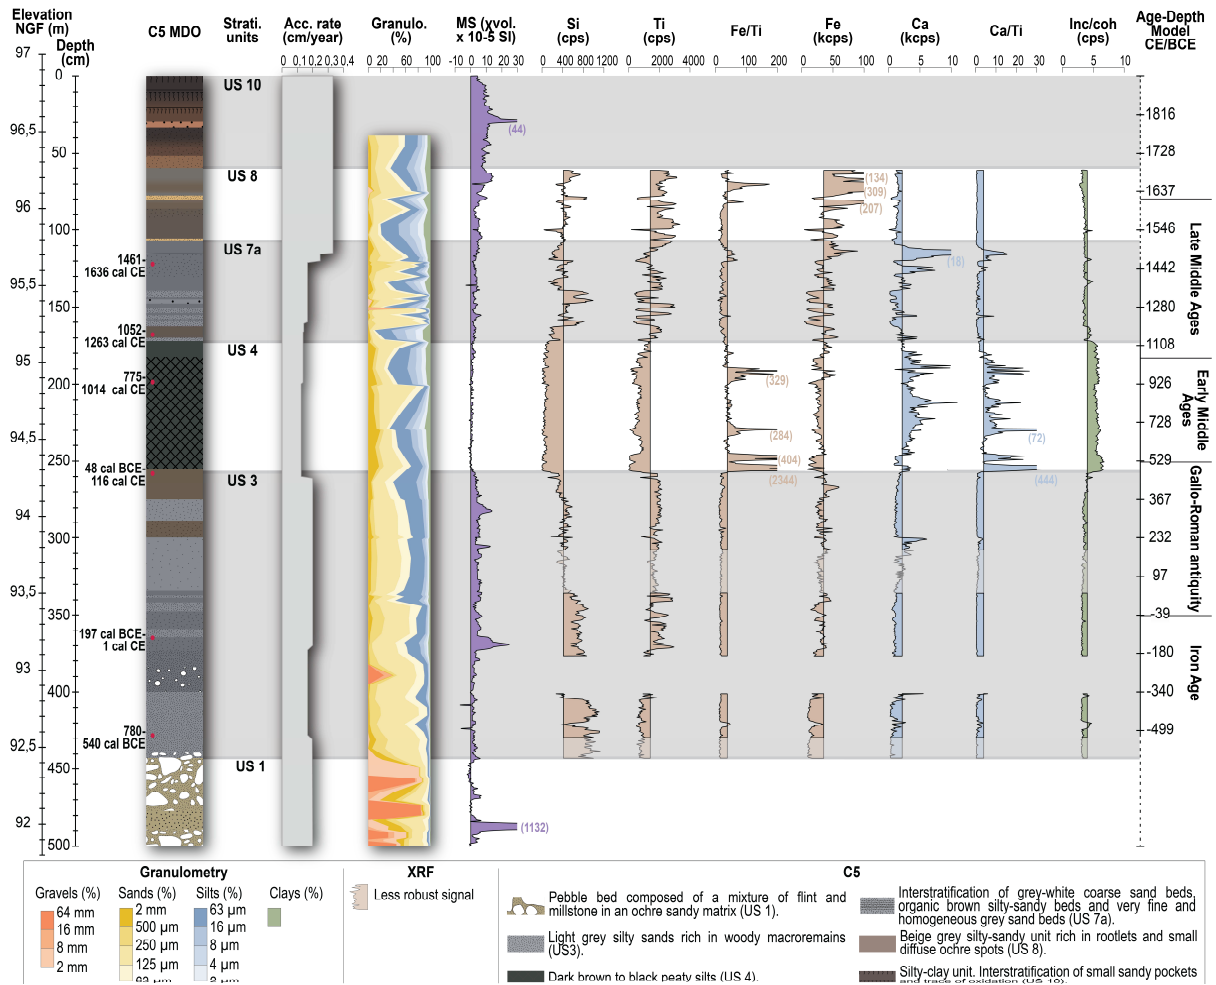 Elevation
NGF (m)
Depth
(cm)
C5 MDO
Strati.
units
Acc. rate
(cm/year)
Granulo.
(%)
MS (χvol.
x 10-5 SI)
Si
(cps)
Ti
(cps)
Fe/Ti
Fe
(kcps)
Ca
(kcps)
Ca/Ti
Inc/coh
(cps)
Age-Depth
Model
CE/BCE
97
96,5
96
95,5
95
94,5
94
93,5
93
92,5
92
0
50
100
150
200
250
300
350
400
450
500
0 0,1 0,2 0,3 0,4
0 20 60 100
-10 0 20 30
0 400 800 1200
0 2000 4000
0 100 200
0 50 100
0 5 10
0 10 20 30
0 5 10
1461-
1636 cal CE
1052-
1263 cal CE
775-
1014 cal CE
48 cal BCE-
116 cal CE
197 cal BCE-
1 cal CE
780-
540 cal BCE
US 10
US 8
US 7a
US 4
US 3
US 1
(44)
(1132)
(329)
(284)
(404)
(2344)
(134)
(309)
(207)
(18)
(72)
(444)
1816
1728
1637
1546
1442
1280
1108
926
728
529
367
232
97
-39
-180
-340
-499
Late Middle Ages
Early Middle
Ages
Gallo-Roman antiquity
Iron Age
Granulometry
Gravels (%)
64 mm
16 mm
8 mm
2 mm
Sands (%)
2 mm
500 µm
250 µm
125 µm
Silts (%)
63 µm
16 µm
8 µm
4 µm
Clays (%)
XRF
Less robust signal
C5
Pebble bed composed of a mixture of flint and
millstone in an ochre sandy matrix (US 1).
Light grey silty sands rich in woody macroremains
(US3).
Dark brown to black peaty silts (US 4).
Interstratification of grey-white coarse sand beds,
organic brown silty-sandy beds and very fine and
homogeneous grey sand beds (US 7a).
Beige grey silty-sandy unit rich in rootlets and small
diffuse ochre spots (US 8).
Silty-clay unit. Interstratification of small sandy pockets
and trace of oxidation (US 10).